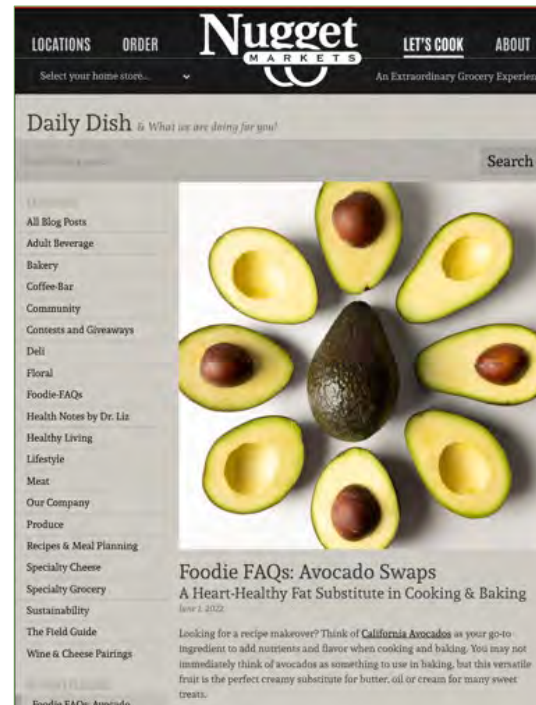 LOCATIONS ORDER Nugget MARKETS LET'S COOK ABOUT
Select your home store... An Extraordinary Grocery Experien
Daily Dish & What we are doing for you!
Search
All Blog Posts
Adult Beverage
Bakery
Coffee-Bar
Community
Contests and Giveaways
Deli
Floral
Foodie-FAQs
Health Notes by Dr. Liz
Healthy Living
Lifestyle
Meat
Our Company
Produce
Recipes & Meal Planning
Specialty Cheese
Specialty Grocery
Sustainability
The Field Guide
Wine & Cheese Pairings
Foodie FAQs: Avocado
Foodie FAQs: Avocado Swaps
A Heart-Healthy Fat Substitute in Cooking & Baking
June 1, 2022
Looking for a recipe makeover? Think of California Avocados as your go-to
ingredient to add nutrients and flavor when cooking and baking. You may not
immediately think of avocados as something to use in baking, but this versatile
fruit is the perfect creamy substitute for butter, oil or cream for many sweet
treats.